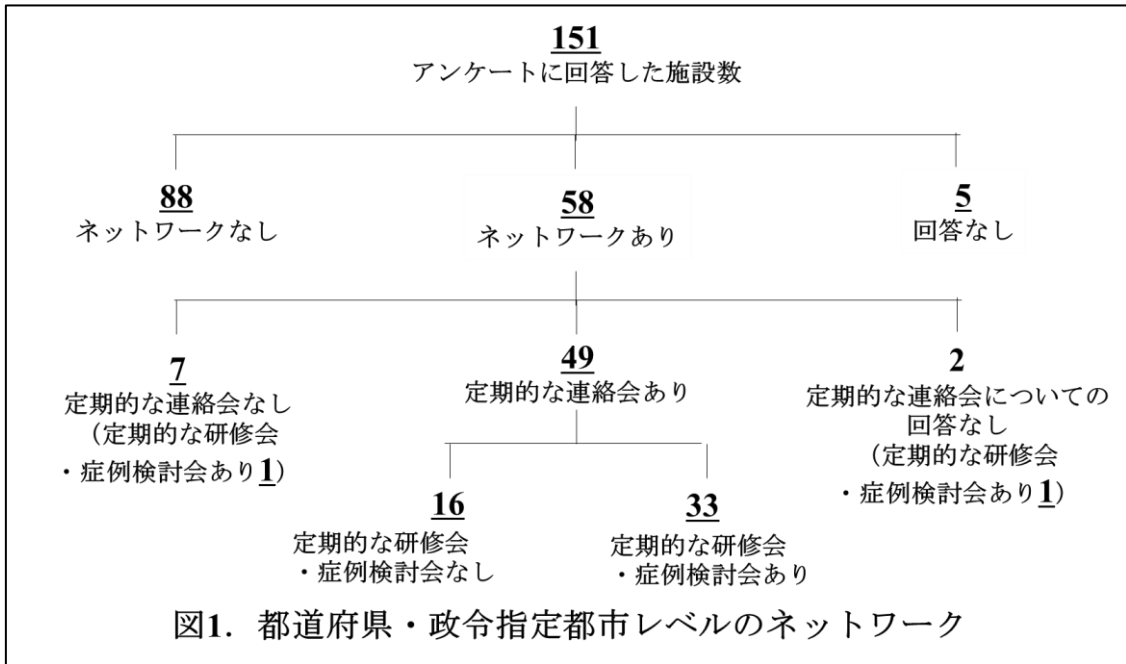 151
アンケートに回答した施設数
88
ネットワークなし
58
ネットワークあり
5
回答なし
7
定期的な連絡会なし
（定期的な研修会
・症例検討会あり1）
49
定期的な連絡会あり
2
定期的な連絡会についての
回答なし
（定期的な研修会
・症例検討会あり1）
16
定期的な研修会
・症例検討会なし
33
定期的な研修会
・症例検討会あり
図1．都道府県・政令指定都市レベルのネットワーク